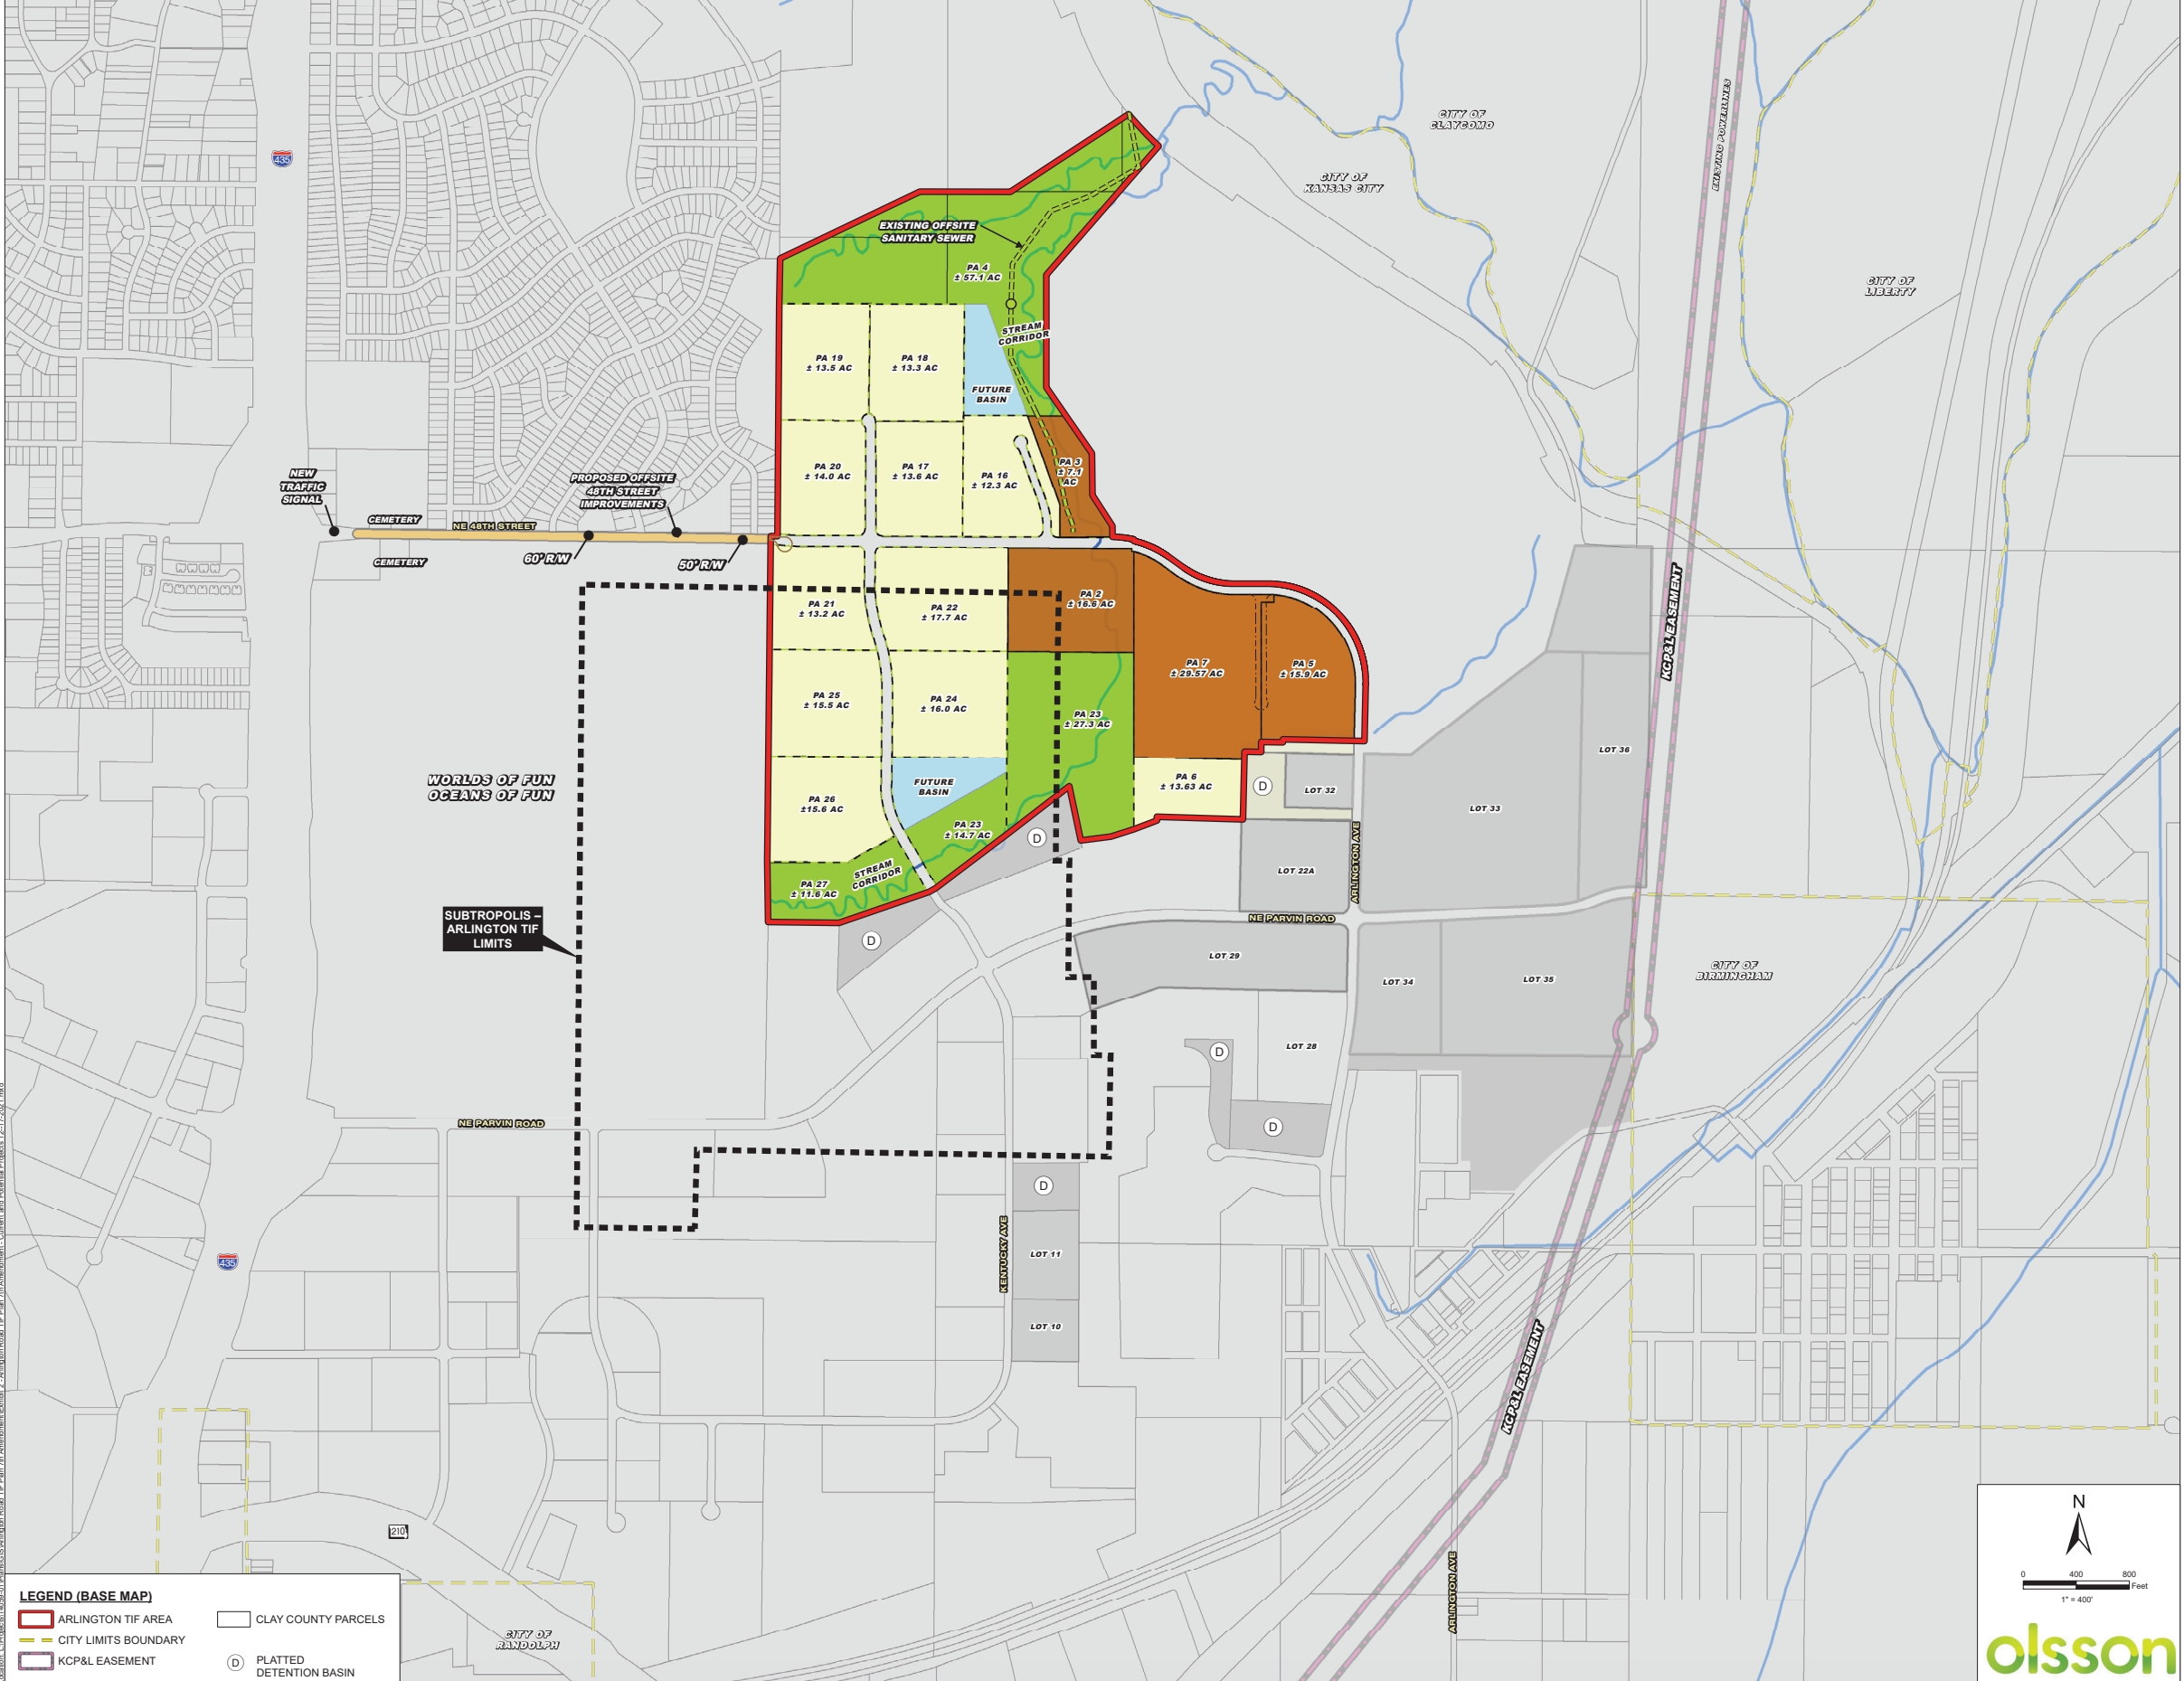 CITY OF
CLAYCOMO
EXISTING POWERLINES
435
CITY OF
KANSAS CITY
EXISTING OFFSITE
SANITARY SEWER
PA 4
± 57.1 AC
CITY OF
LIBERTY
STREAM
CORRIDOR
PA 19
± 13.5 AC
PA 18
± 13.3 AC
FUTURE
BASIN
PA 20
± 14.0 AC
PA 17
± 13.6 AC
PA 16
± 12.3 AC
PA 3
± 7.1
AC
NEW
TRAFFIC
SIGNAL
PROPOSED OFFSITE
48TH STREET
IMPROVEMENTS
CEMETERY
NE 48TH STREET
CEMETERY
60' R/W
50' R/W
KCP&L EASEMENT
PA 21
± 13.2 AC
PA 22
± 17.7 AC
PA 2
± 16.6 AC
PA 7
± 29.57 AC
PA 5
± 15.9 AC
PA 25
± 15.5 AC
PA 24
± 16.0 AC
PA 23
± 27.3 AC
WORLDS OF FUN
OCEANS OF FUN
FUTURE
BASIN
PA 26
±15.6 AC
PA 6
± 13.63 AC
D
LOT 32
LOT 36
LOT 33
PA 23
± 14.7 AC
D
ARLINGTON AVE
STREAM
CORRIDOR
PA 27
± 11.6 AC
LOT 22A
NE PARVIN ROAD
SUBTROPOLIS –
ARLINGTON TIF
LIMITS
D
LOT 29
LOT 34
LOT 35
CITY OF
BIRMINGHAM
LOT 28
D
D
NE PARVIN ROAD
D
KENTUCKY AVE
LOT 11
LOT 10
435
KCP&L EASEMENT
210
ARLINGTON AVE
CITY OF
RANDOLPH
LEGEND (BASE MAP)
ARLINGTON TIF AREA
CITY LIMITS BOUNDARY
KCP&L EASEMENT
CLAY COUNTY PARCELS
D
PLATTED
DETENTION BASIN
N
0 400 800
Feet
1" = 400'
olsson